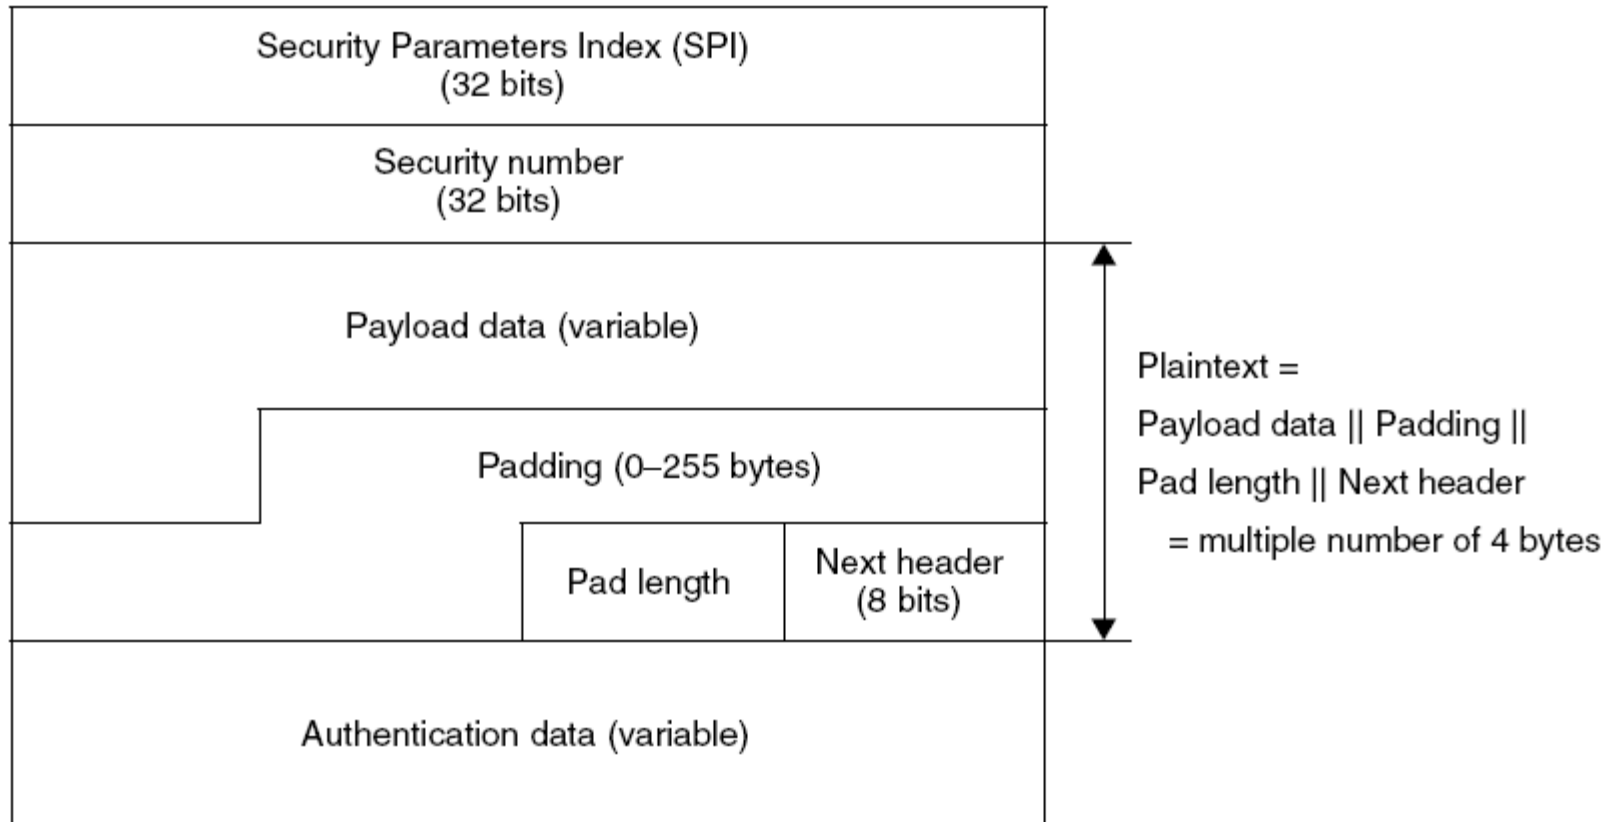 Security Parameters Index (SPI)
(32 bits)
Security number
(32 bits)
Payload data (variable)
Padding (0–255 bytes)
Pad length
Next header
(8 bits)
Authentication data (variable)
Plaintext =
Payload data || Padding ||
Pad length || Next header
= multiple number of 4 bytes